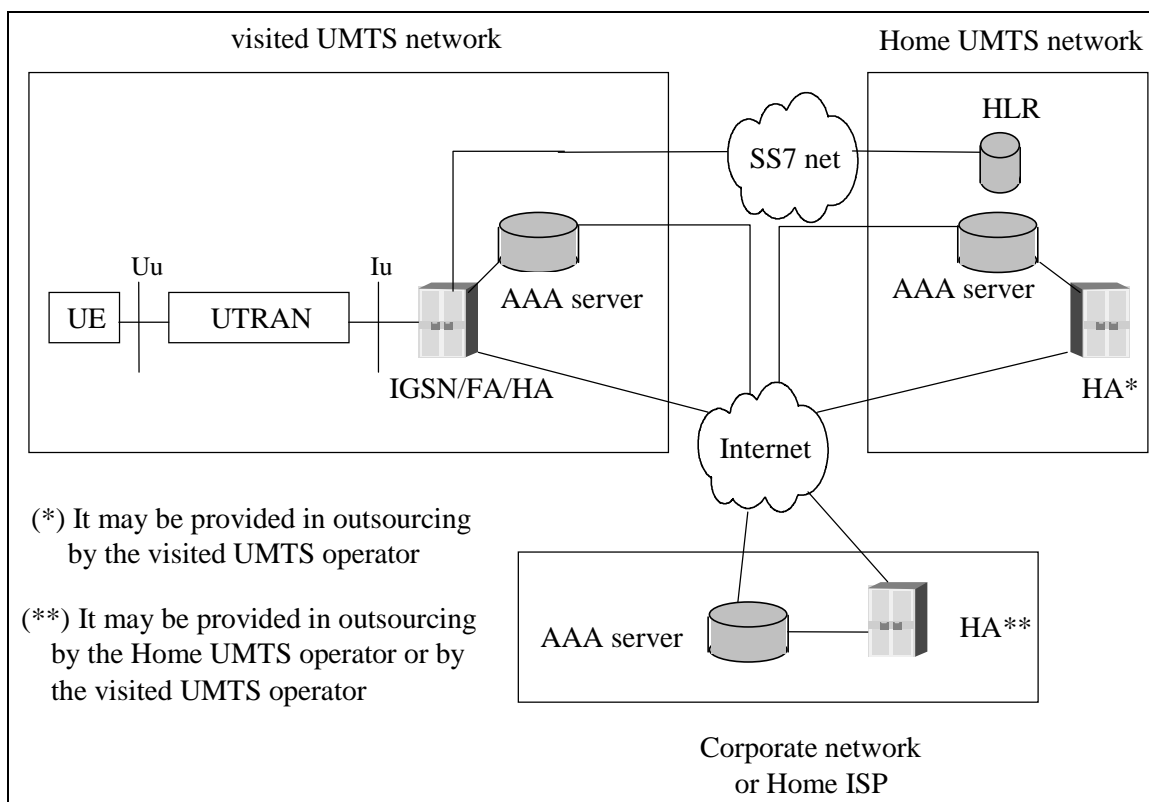 visited UMTS network
Home UMTS network
HLR
SS7 net
Uu
Iu
AAA server
AAA server
UE
UTRAN
IGSN/FA/HA
HA*
Internet
(*) It may be provided in outsourcing
by the visited UMTS operator
(**) It may be provided in outsourcing
by the Home UMTS operator or by
the visited UMTS operator
AAA server
HA**
Corporate network
or Home ISP